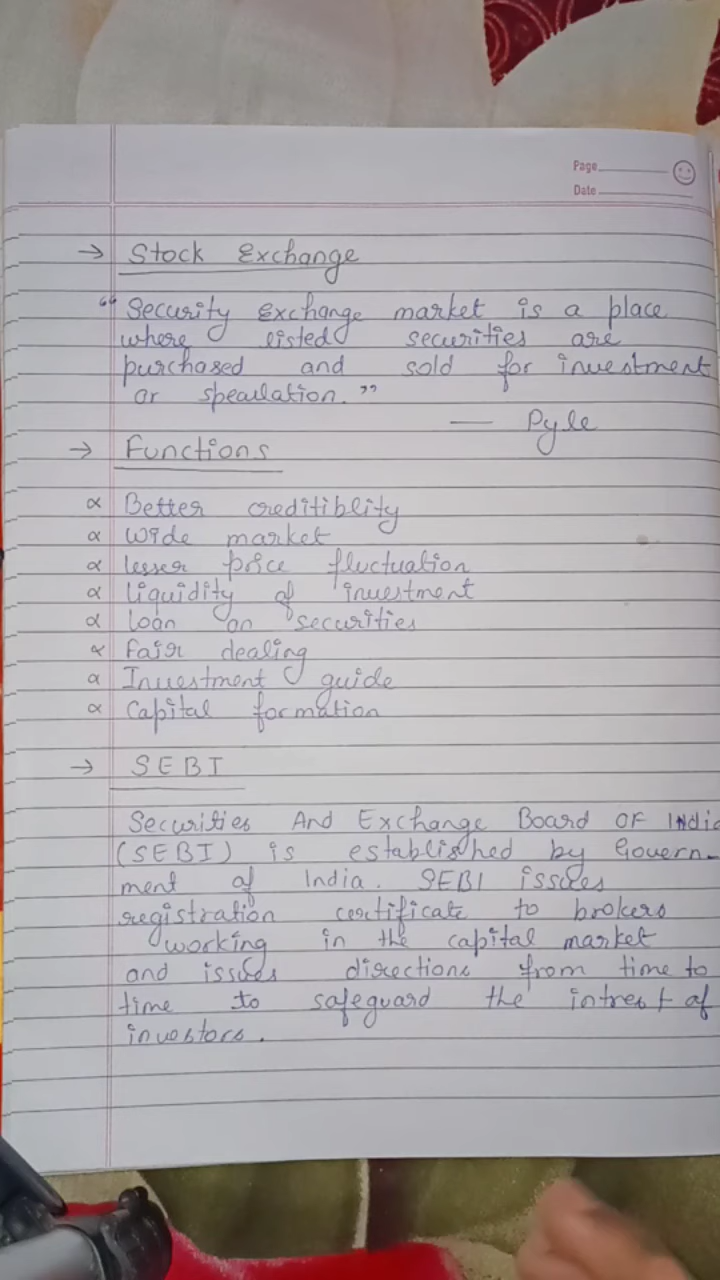 Page
Date
→ Stock Exchange
“ Security Exchange market is a place
where listed securities are
purchased and sold for investment
or speculation. ”
— Pyle
→ Functions
∝ Better creditiblity
∝ Wide market
∝ lesser price fluctuation
∝ liquidity of investment
∝ loan on securities
∝ fair dealing
∝ Investment guide
∝ Capital formation
→ SEBI
Securities And Exchange Board OF India
(SEBI) is established by Govern-
ment of India. SEBI issues
registration certificate to brokers
working in the capital market
and issues directions from time to
time to safeguard the intrest of
investors.